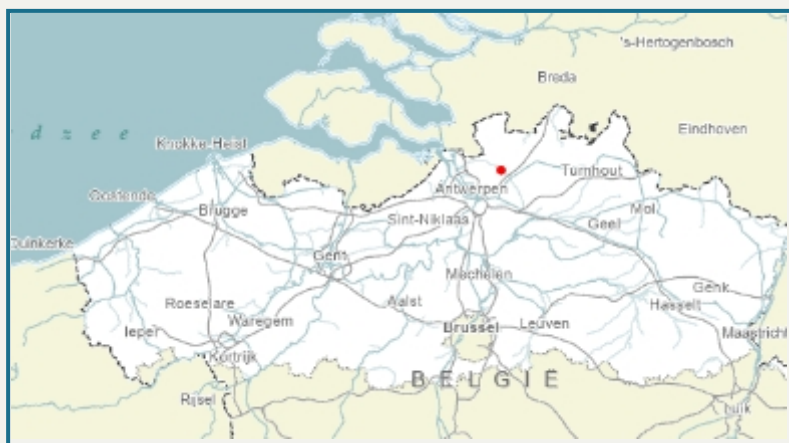 's-Hertogenbosch
Breda
d z e e
Eindhoven
Knokke-Heist
Turnhout
Antwerpen
Oostende
Brugge
Sint-Niklaas
Geel
Mol
Duinkerke
Gent
Mechelen
Genk
Roeselare
Aalst
Hasselt
Ieper
Waregem
Brussel
Leuven
Maastricht
Kortrijk
BELGIË
Rijsel
Luik